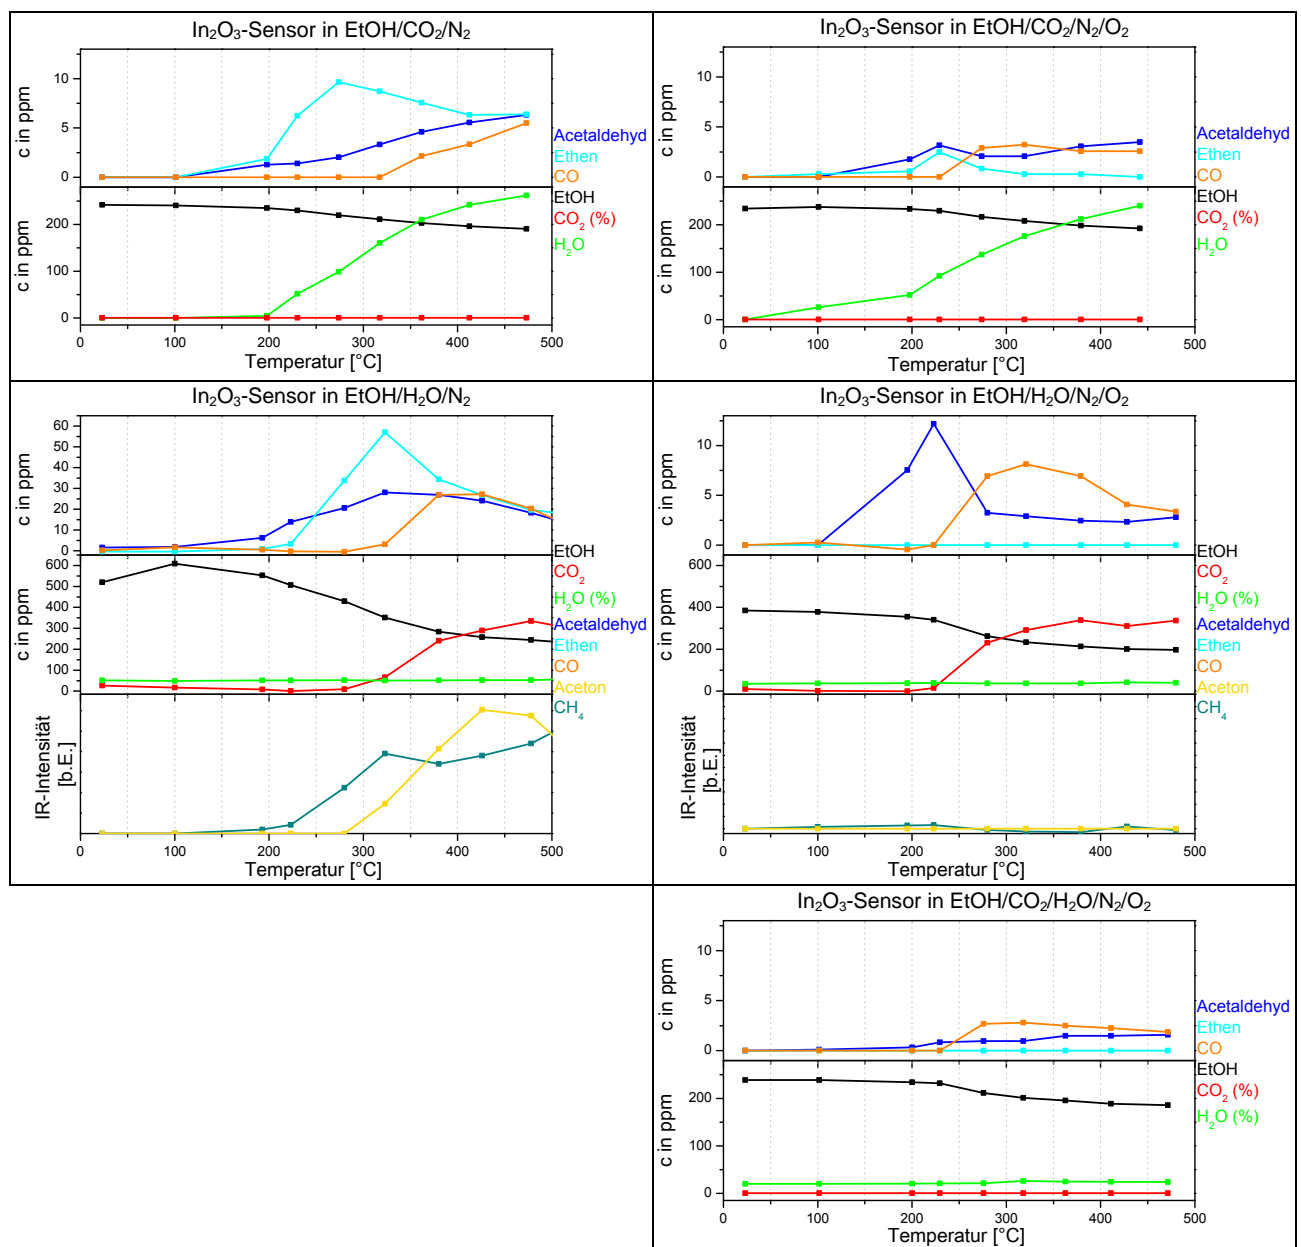 In₂O₃-Sensor in EtOH/CO₂/N₂
c in ppm
10
5
0
Acetaldehyd
Ethen
CO
c in ppm
200
100
0
EtOH
CO₂ (%)
H₂O
0 100 200 300 400 500
Temperatur [°C]
In₂O₃-Sensor in EtOH/CO₂/N₂/O₂
c in ppm
10
5
0
Acetaldehyd
Ethen
CO
c in ppm
200
100
0
EtOH
CO₂ (%)
H₂O
0 100 200 300 400 500
Temperatur [°C]
In₂O₃-Sensor in EtOH/H₂O/N₂
c in ppm
60
50
40
30
20
10
0
c in ppm
600
500
400
300
200
100
0
EtOH
CO₂
H₂O (%)
Acetaldehyd
Ethen
CO
Aceton
CH₄
IR-Intensität
[b.E.]
0 100 200 300 400 500
Temperatur [°C]
In₂O₃-Sensor in EtOH/H₂O/N₂/O₂
c in ppm
10
5
0
c in ppm
600
400
200
0
EtOH
CO₂
H₂O (%)
Acetaldehyd
Ethen
CO
Aceton
CH₄
IR-Intensität
[b.E.]
0 100 200 300 400 500
Temperatur [°C]
In₂O₃-Sensor in EtOH/CO₂/H₂O/N₂/O₂
c in ppm
10
5
0
Acetaldehyd
Ethen
CO
c in ppm
200
100
0
EtOH
CO₂ (%)
H₂O (%)
0 100 200 300 400 500
Temperatur [°C]